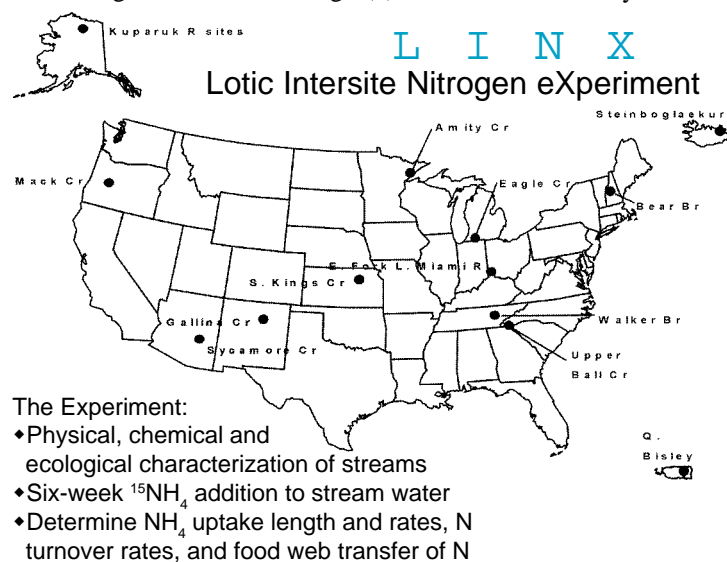 Kuparuk R sites
L I N X
Lotic Intersite Nitrogen eXperiment
Steinboglaekur
Amity Cr
Mack Cr
Eagle Cr
Bear Br
E. Fork L. Miami R
S. Kings Cr
Gallina Cr
Walker Br
Sycamore Cr
Upper
Ball Cr
The Experiment:
◆Physical, chemical and
ecological characterization of streams
◆Six-week ¹⁵NH₄ addition to stream water
◆Determine NH₄ uptake length and rates, N
turnover rates, and food web transfer of N
Q.
Bisley